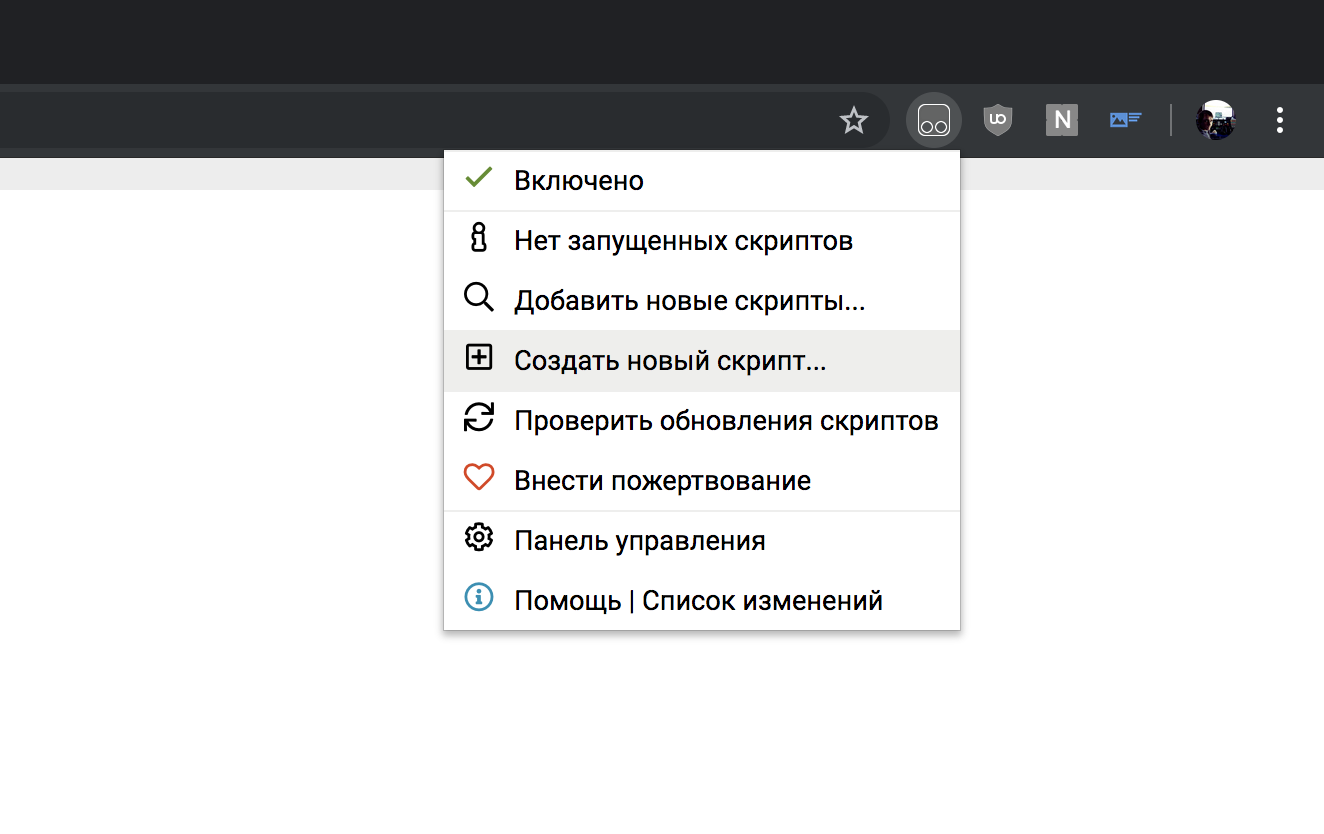 uo
N
Включено
Нет запущенных скриптов
Добавить новые скрипты...
Создать новый скрипт...
Проверить обновления скриптов
Внести пожертвование
Панель управления
Помощь | Список изменений